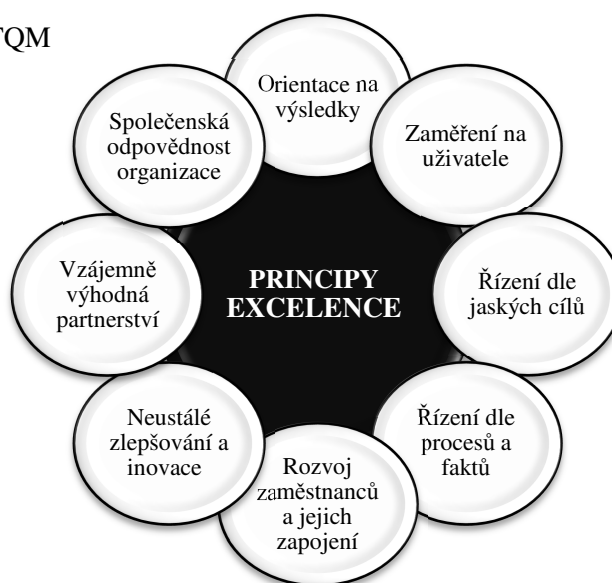 TQM
Orientace na
výsledky
Zaměření na
uživatele
Řízení dle
jaských cílů
Řízení dle
procesů a
faktů
Rozvoj
zaměstnanců
a jejich
zapojení
Neustálé
zlepšování a
inovace
Vzájemně
výhodná
partnerství
Společenská
odpovědnost
organizace
PRINCIPY
EXCELENCE